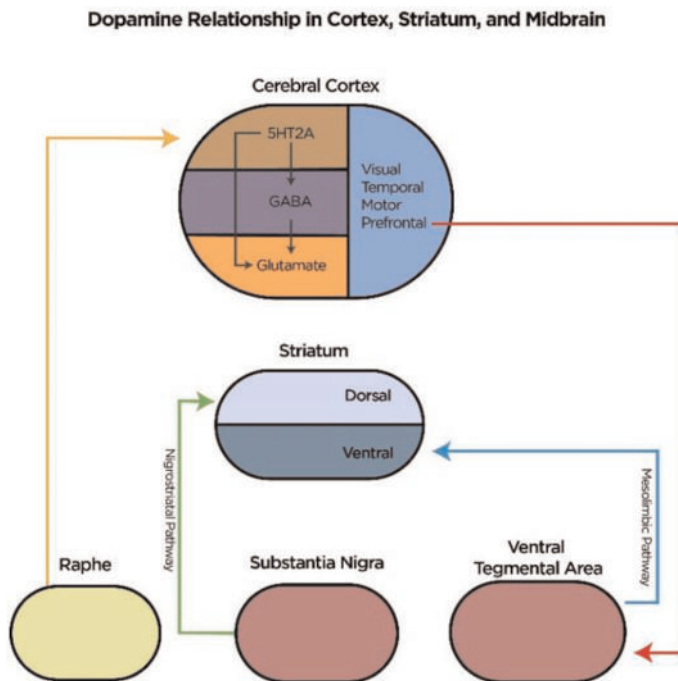 Dopamine Relationship in Cortex, Striatum, and Midbrain
Cerebral Cortex
5HT2A
GABA
Glutamate
Visual
Temporal
Motor
Prefrontal
Striatum
Dorsal
Ventral
Nigrostriatal Pathway
Mesolimbic Pathway
Raphe
Substantia Nigra
Ventral
Tegmental Area